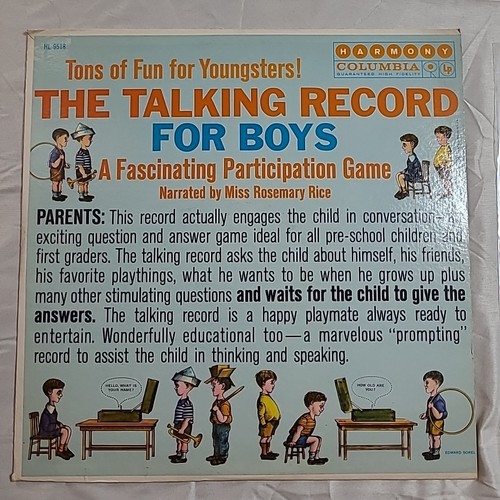 HL 9518
HARMONY
COLUMBIA
GUARANTEED HIGH FIDELITY
Lp
Tons of Fun for Youngsters!
THE TALKING RECORD
FOR BOYS
A Fascinating Participation Game
Narrated by Miss Rosemary Rice
PARENTS: This record actually engages the child in conversation—
exciting question and answer game ideal for all pre-school children and
first graders. The talking record asks the child about himself, his friends,
his favorite playthings, what he wants to be when he grows up plus
many other stimulating questions and waits for the child to give the
answers. The talking record is a happy playmate always ready to
entertain. Wonderfully educational too—a marvelous "prompting"
record to assist the child in thinking and speaking.
HELLO, WHAT IS
YOUR NAME?
HOW OLD ARE
YOU?